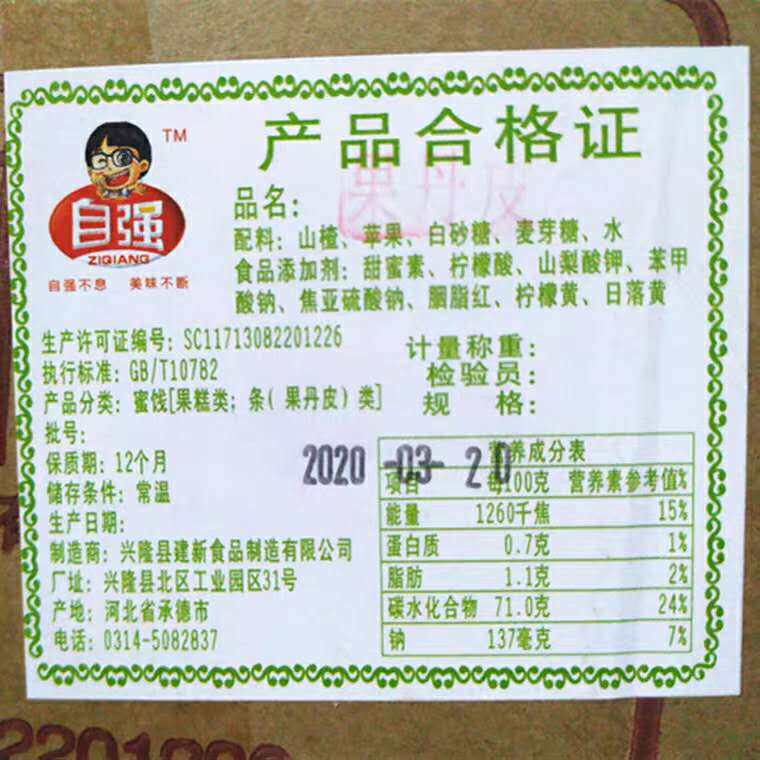 产品合格证
TM
自强
ZIQIANG
自强不息 美味不断
品名:
果丹皮
配料: 山楂、苹果、白砂糖、麦芽糖、水
食品添加剂: 甜蜜素、柠檬酸、山梨酸钾、苯甲
酸钠、焦亚硫酸钠、胭脂红、柠檬黄、日落黄
生产许可证编号: SC11713082201226
执行标准: GB/T10782
产品分类: 蜜饯[果糕类; 条( 果丹皮) 类]
批号:
保质期: 12个月
储存条件: 常温
生产日期:
制造商: 兴隆县建新食品制造有限公司
厂址: 兴隆县北区工业园区31号
产地: 河北省承德市
电话: 0314-5082837
计量称重:
检验员:
规 格:
2020 -03- 20
营养成分表
项目 每100克 营养素参考值%
能量 1260千焦 15%
蛋白质 0.7克 1%
脂肪 1.1克 2%
碳水化合物 71.0克 24%
钠 137毫克 7%